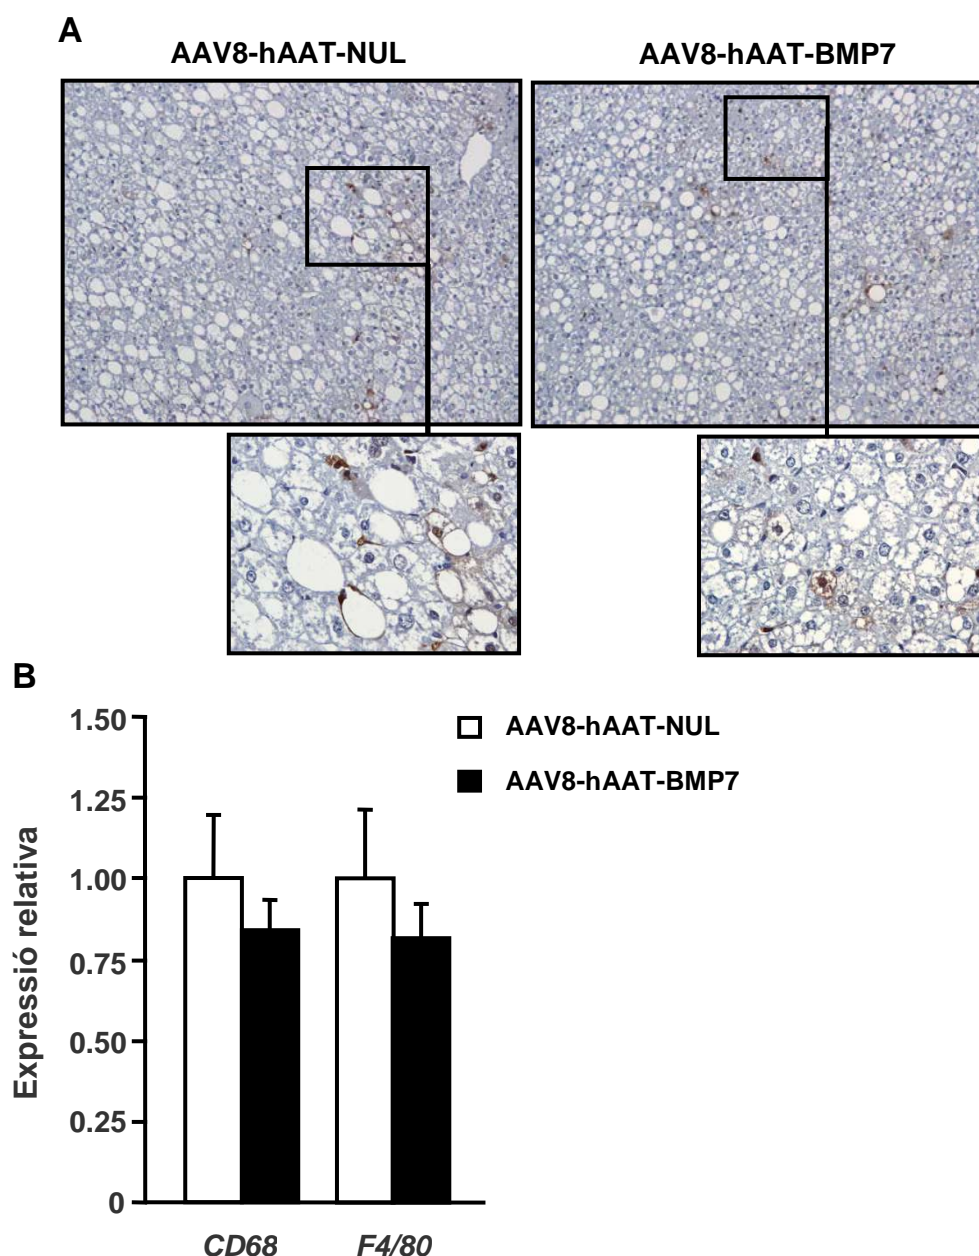 A
AAV8-hAAT-NUL
AAV8-hAAT-BMP7
B
1.50
1.25
1.00
0.75
0.50
0.25
0
Expressió relativa
AAV8-hAAT-NUL
AAV8-hAAT-BMP7
CD68
F4/80